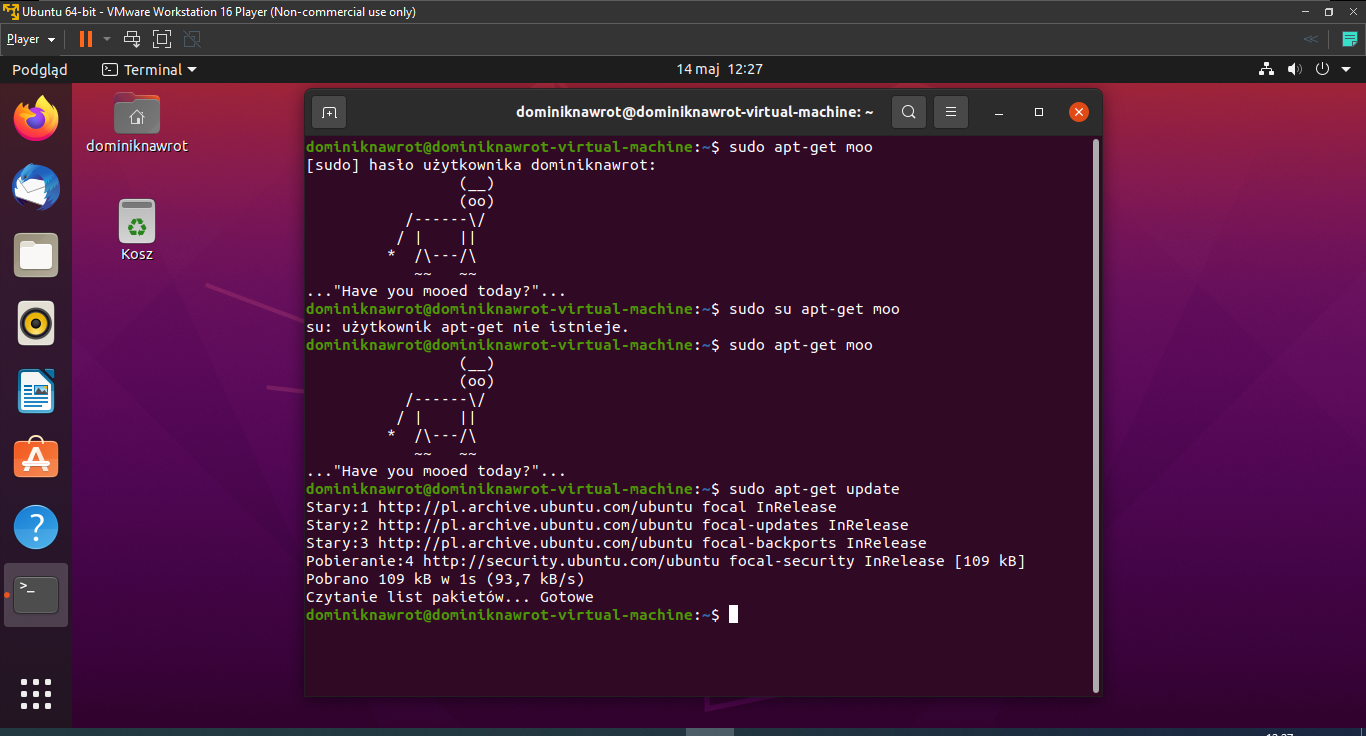 Ubuntu 64-bit - VMware Workstation 16 Player (Non-commercial use only)
Player
Podgląd Terminal 14 maj 12:27
dominiknawrot@dominiknawrot-virtual-machine: ~
dominiknawrot
Kosz
dominiknawrot@dominiknawrot-virtual-machine:~$ sudo apt-get moo
[sudo] hasło użytkownika dominiknawrot:
                 (__)
                 (oo)
           /------\/
          / |    ||
         *  /\---/\
            ~~   ~~
..."Have you mooed today?"...
dominiknawrot@dominiknawrot-virtual-machine:~$ sudo su apt-get moo
su: użytkownik apt-get nie istnieje.
dominiknawrot@dominiknawrot-virtual-machine:~$ sudo apt-get moo
                 (__)
                 (oo)
           /------\/
          / |    ||
         *  /\---/\
            ~~   ~~
..."Have you mooed today?"...
dominiknawrot@dominiknawrot-virtual-machine:~$ sudo apt-get update
Stary:1 http://pl.archive.ubuntu.com/ubuntu focal InRelease
Stary:2 http://pl.archive.ubuntu.com/ubuntu focal-updates InRelease
Stary:3 http://pl.archive.ubuntu.com/ubuntu focal-backports InRelease
Pobieranie:4 http://security.ubuntu.com/ubuntu focal-security InRelease [109 kB]
Pobrano 109 kB w 1s (93,7 kB/s)
Czytanie list pakietów... Gotowe
dominiknawrot@dominiknawrot-virtual-machine:~$